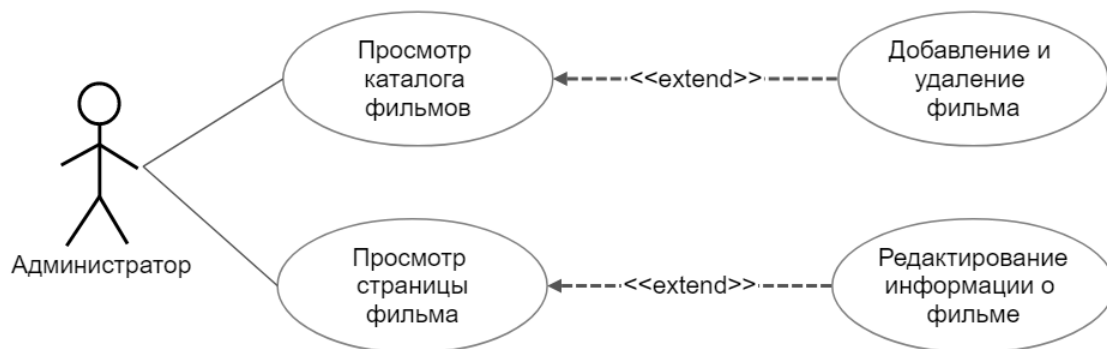 Просмотр
каталога
фильмов
<<extend>>
Добавление и
удаление
фильма
Администратор
Просмотр
страницы
фильма
<<extend>>
Редактирование
информации о
фильме